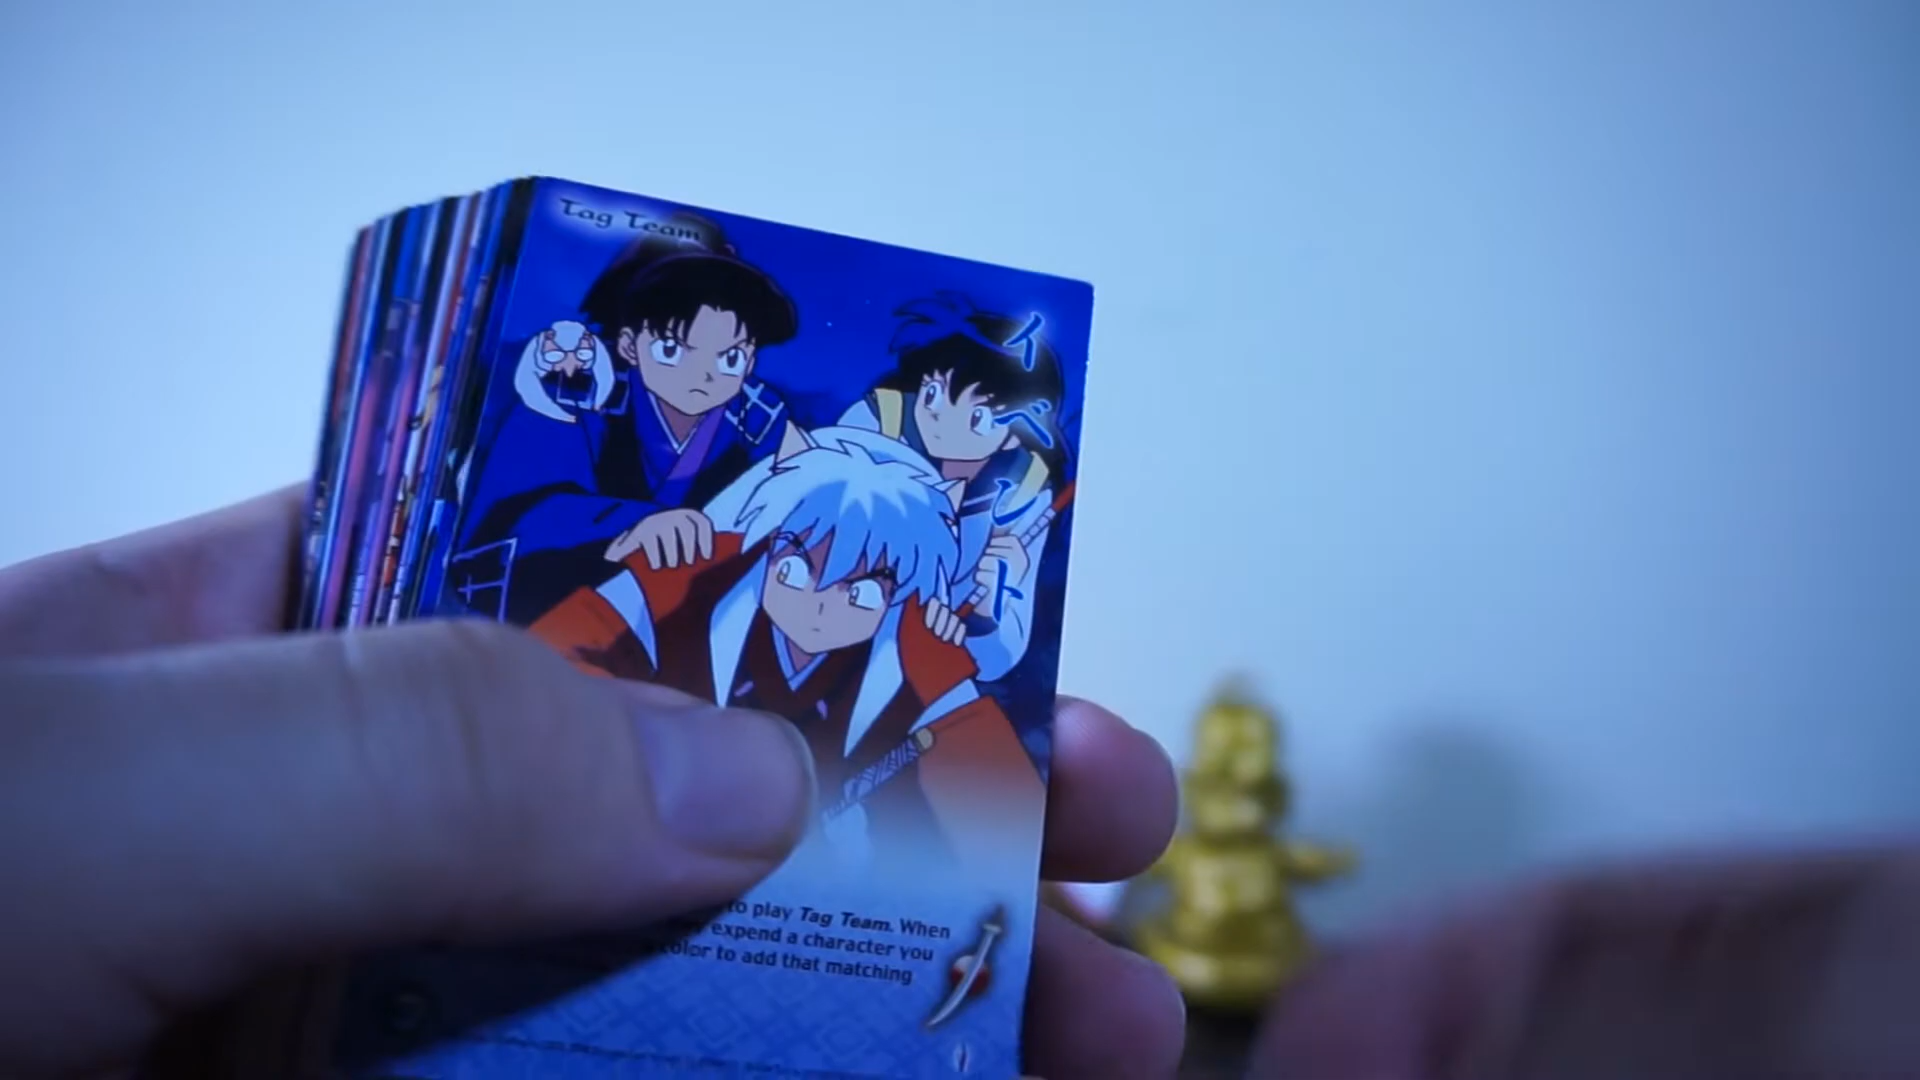 Tag Team
イベント
to play Tag Team. When
expend a character you
color to add that matching